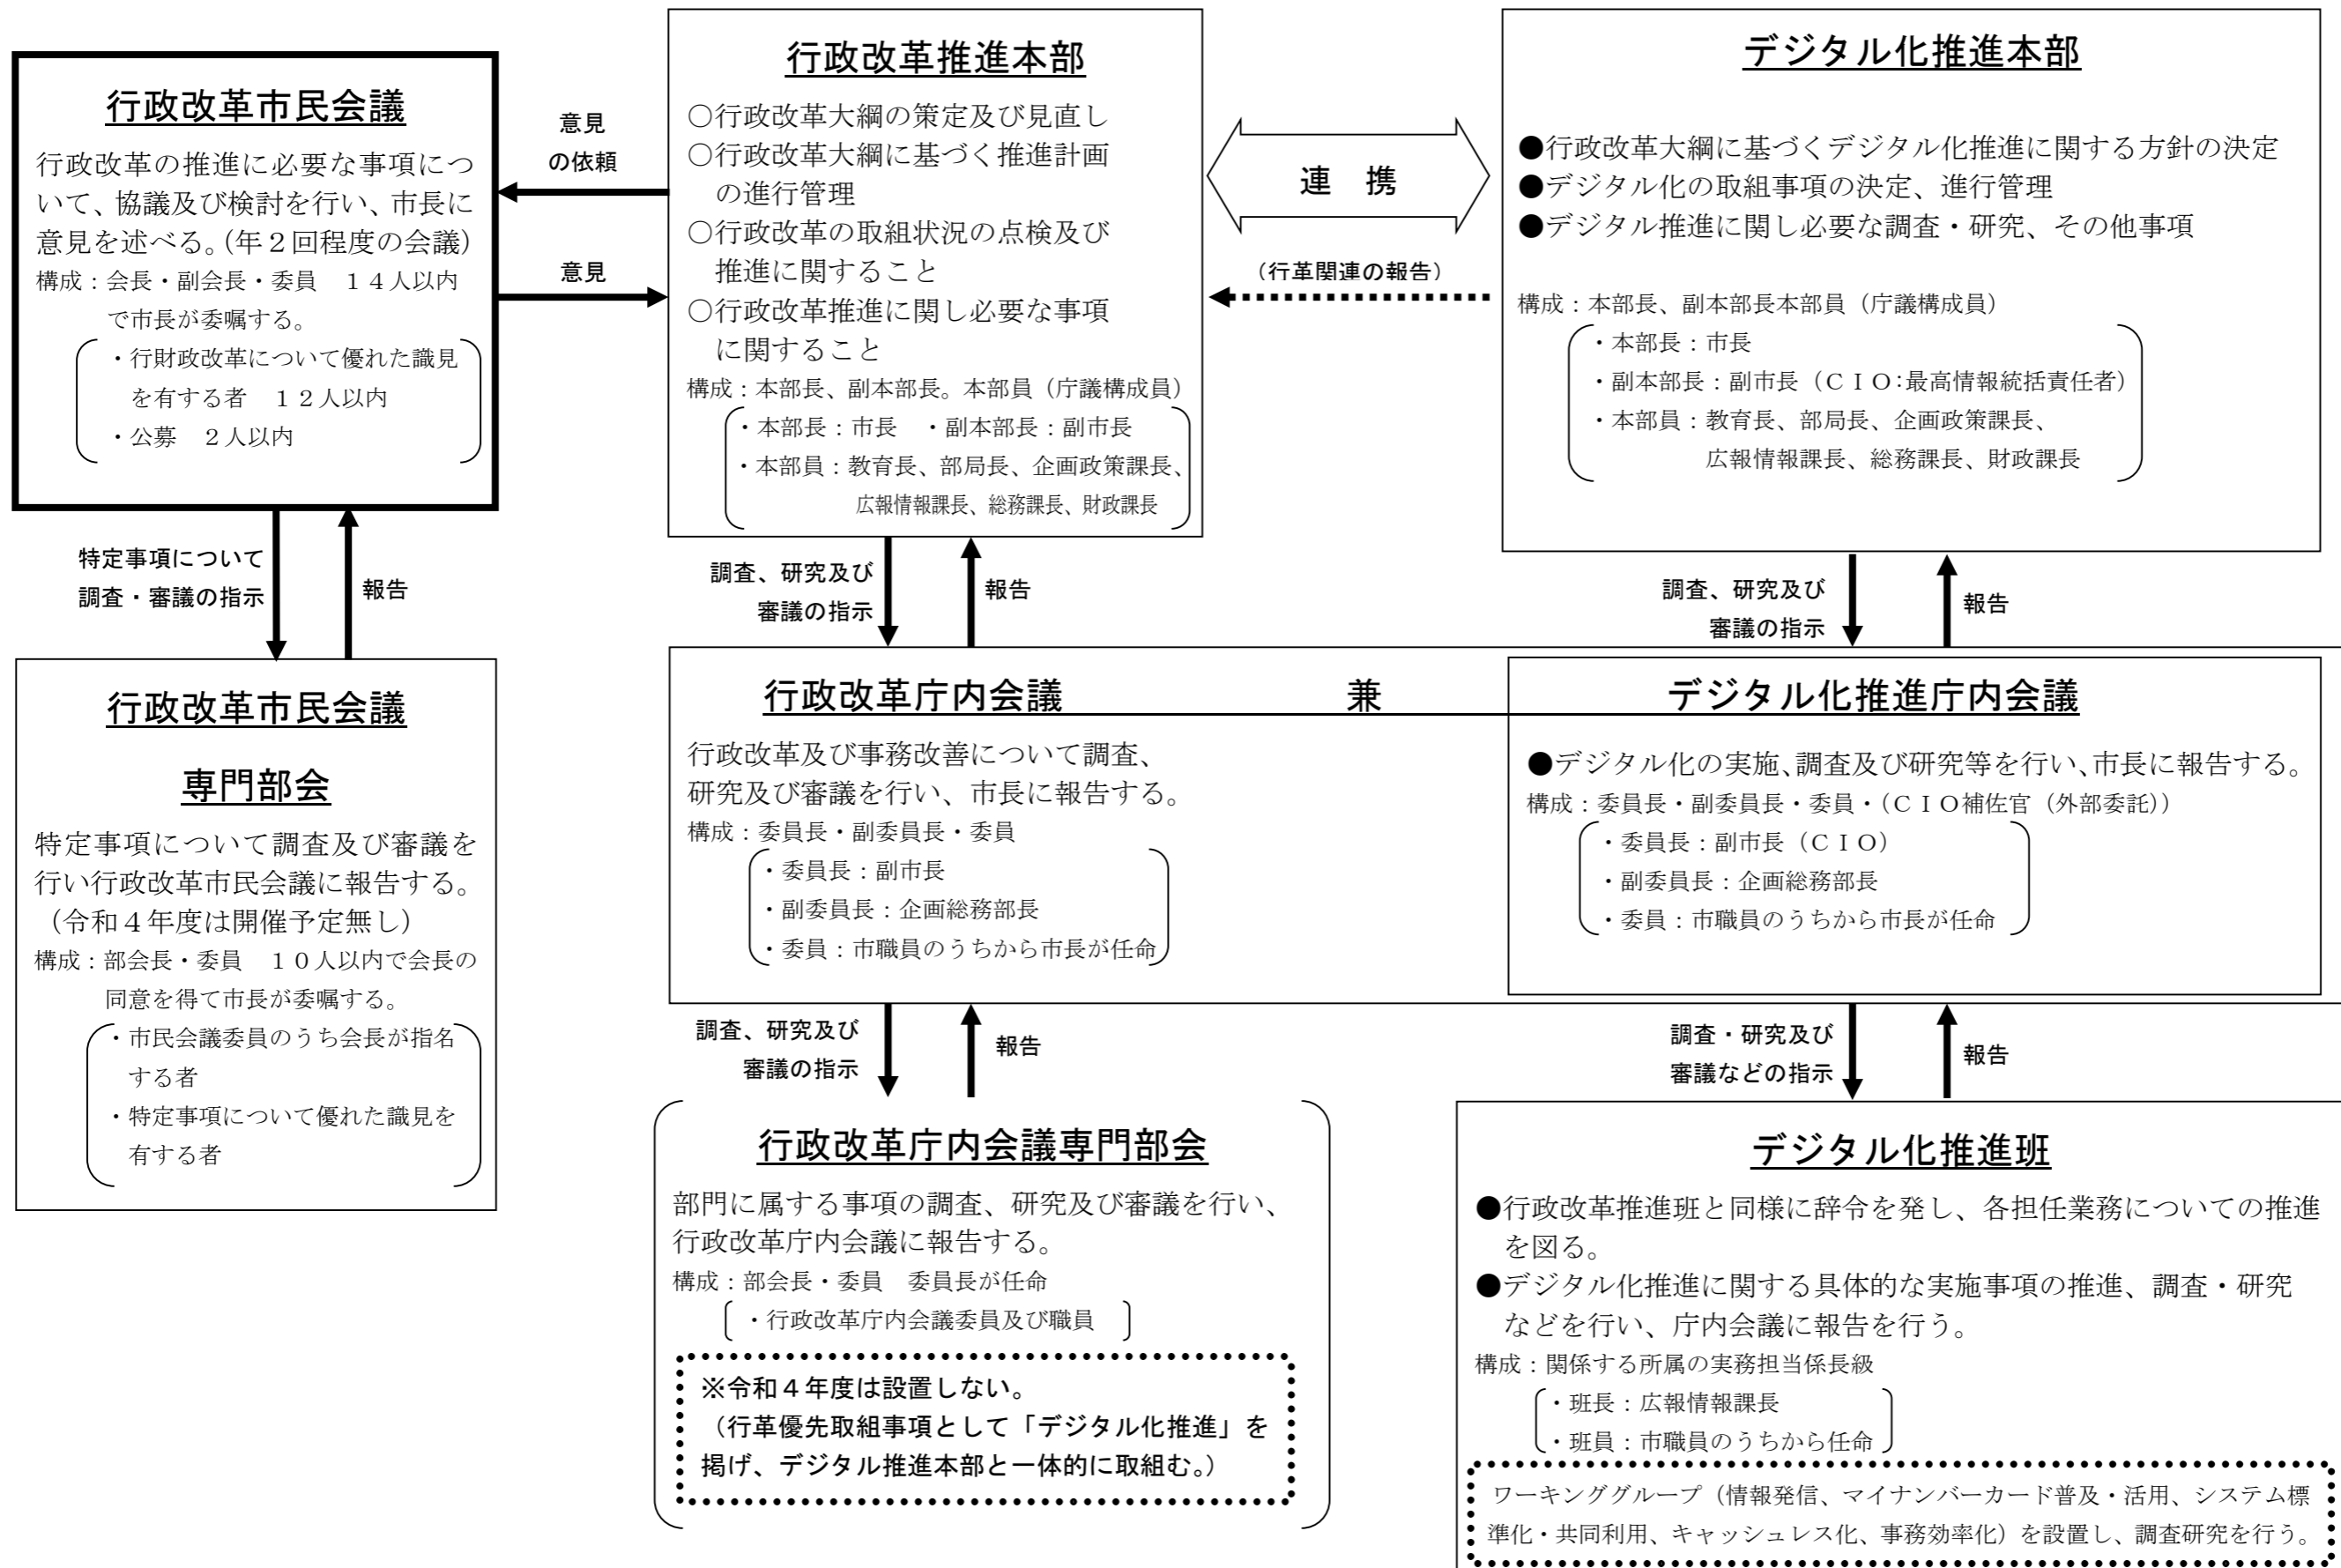 行政改革市民会議
行政改革の推進に必要な事項につ
いて、協議及び検討を行い、市長に
意見を述べる。（年２回程度の会議）
構成：会長・副会長・委員　１４人以内
で市長が委嘱する。
・行財政改革について優れた識見
を有する者　１２人以内
・公募　２人以内
意見
の依頼
意見
行政改革推進本部
○行政改革大綱の策定及び見直し
○行政改革大綱に基づく推進計画
の進行管理
○行政改革の取組状況の点検及び
推進に関すること
○行政改革推進に関し必要な事項
に関すること
構成：本部長、副本部長。本部員（庁議構成員）
・本部長：市長　・副本部長：副市長
・本部員：教育長、部局長、企画政策課長、
広報情報課長、総務課長、財政課長
連　携
（行革関連の報告）
デジタル化推進本部
●行政改革大綱に基づくデジタル化推進に関する方針の決定
●デジタル化の取組事項の決定、進行管理
●デジタル推進に関し必要な調査・研究、その他事項
構成：本部長、副本部長本部員（庁議構成員）
・本部長：市長
・副本部長：副市長（ＣＩＯ：最高情報統括責任者）
・本部員：教育長、部局長、企画政策課長、
広報情報課長、総務課長、財政課長
特定事項について
調査・審議の指示
報告
調査、研究及び
審議の指示
報告
調査、研究及び
審議の指示
報告
行政改革市民会議
専門部会
特定事項について調査及び審議を
行い行政改革市民会議に報告する。
（令和４年度は開催予定無し）
構成：部会長・委員　１０人以内で会長の
同意を得て市長が委嘱する。
・市民会議委員のうち会長が指名
する者
・特定事項について優れた識見を
有する者
行政改革庁内会議　兼　デジタル化推進庁内会議
行政改革及び事務改善について調査、
研究及び審議を行い、市長に報告する。
構成：委員長・副委員長・委員
・委員長：副市長
・副委員長：企画総務部長
・委員：市職員のうちから市長が任命
●デジタル化の実施、調査及び研究等を行い、市長に報告する。
構成：委員長・副委員長・委員・（ＣＩＯ補佐官（外部委託））
・委員長：副市長（ＣＩＯ）
・副委員長：企画総務部長
・委員：市職員のうちから市長が任命
調査、研究及び
審議の指示
報告
調査・研究及び
審議などの指示
報告
行政改革庁内会議専門部会
部門に属する事項の調査、研究及び審議を行い、
行政改革庁内会議に報告する。
構成：部会長・委員　委員長が任命
・行政改革庁内会議委員及び職員
※令和４年度は設置しない。
（行革優先取組事項として「デジタル化推進」を
掲げ、デジタル推進本部と一体的に取組む。）
デジタル化推進班
●行政改革推進班と同様に辞令を発し、各担任業務についての推進
を図る。
●デジタル化推進に関する具体的な実施事項の推進、調査・研究
などを行い、庁内会議に報告を行う。
構成：関係する所属の実務担当係長級
・班長：広報情報課長
・班員：市職員のうちから任命
ワーキンググループ（情報発信、マイナンバーカード普及・活用、システム標
準化・共同利用、キャッシュレス化、事務効率化）を設置し、調査研究を行う。